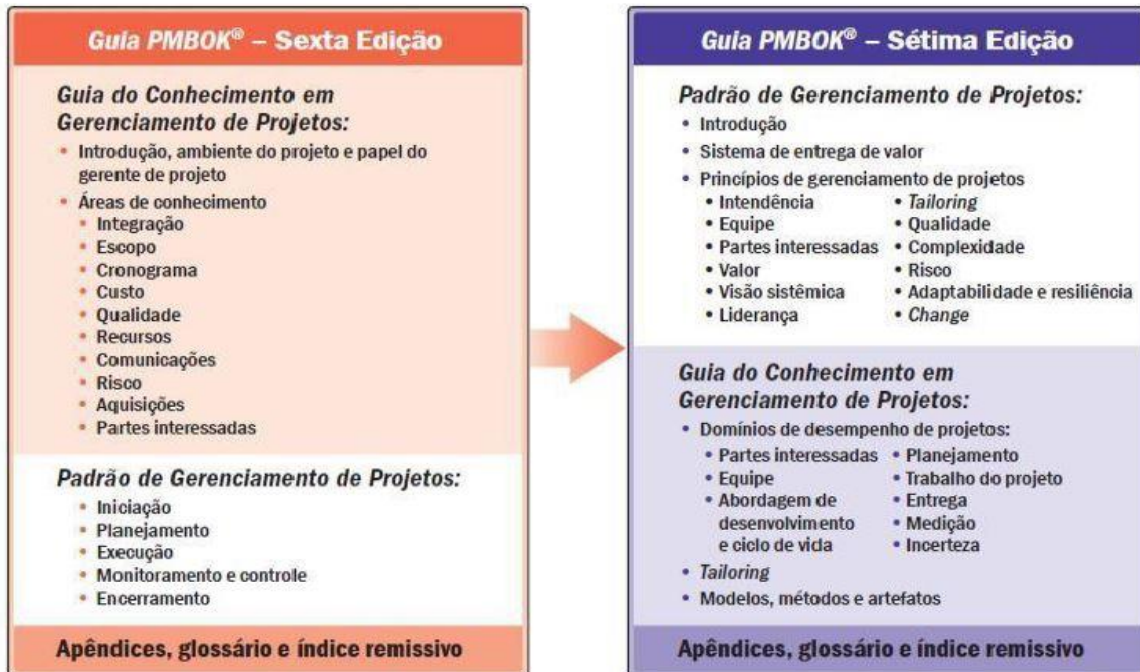 Guia PMBOK® – Sexta Edição
Guia do Conhecimento em
Gerenciamento de Projetos:
• Introdução, ambiente do projeto e papel do
gerente de projeto
• Áreas de conhecimento
• Integração
• Escopo
• Cronograma
• Custo
• Qualidade
• Recursos
• Comunicações
• Risco
• Aquisições
• Partes interessadas
Padrão de Gerenciamento de Projetos:
• Iniciação
• Planejamento
• Execução
• Monitoramento e controle
• Encerramento
Apêndices, glossário e índice remissivo
Guia PMBOK® – Sétima Edição
Padrão de Gerenciamento de Projetos:
• Introdução
• Sistema de entrega de valor
• Princípios de gerenciamento de projetos
• Intendência
• Equipe
• Partes interessadas
• Valor
• Visão sistêmica
• Liderança
• Tailoring
• Qualidade
• Complexidade
• Risco
• Adaptabilidade e resiliência
• Change
Guia do Conhecimento em
Gerenciamento de Projetos:
• Domínios de desempenho de projetos:
• Partes interessadas
• Equipe
• Abordagem de
desenvolvimento
e ciclo de vida
• Planejamento
• Trabalho do projeto
• Entrega
• Medição
• Incerteza
• Tailoring
• Modelos, métodos e artefatos
Apêndices, glossário e índice remissivo